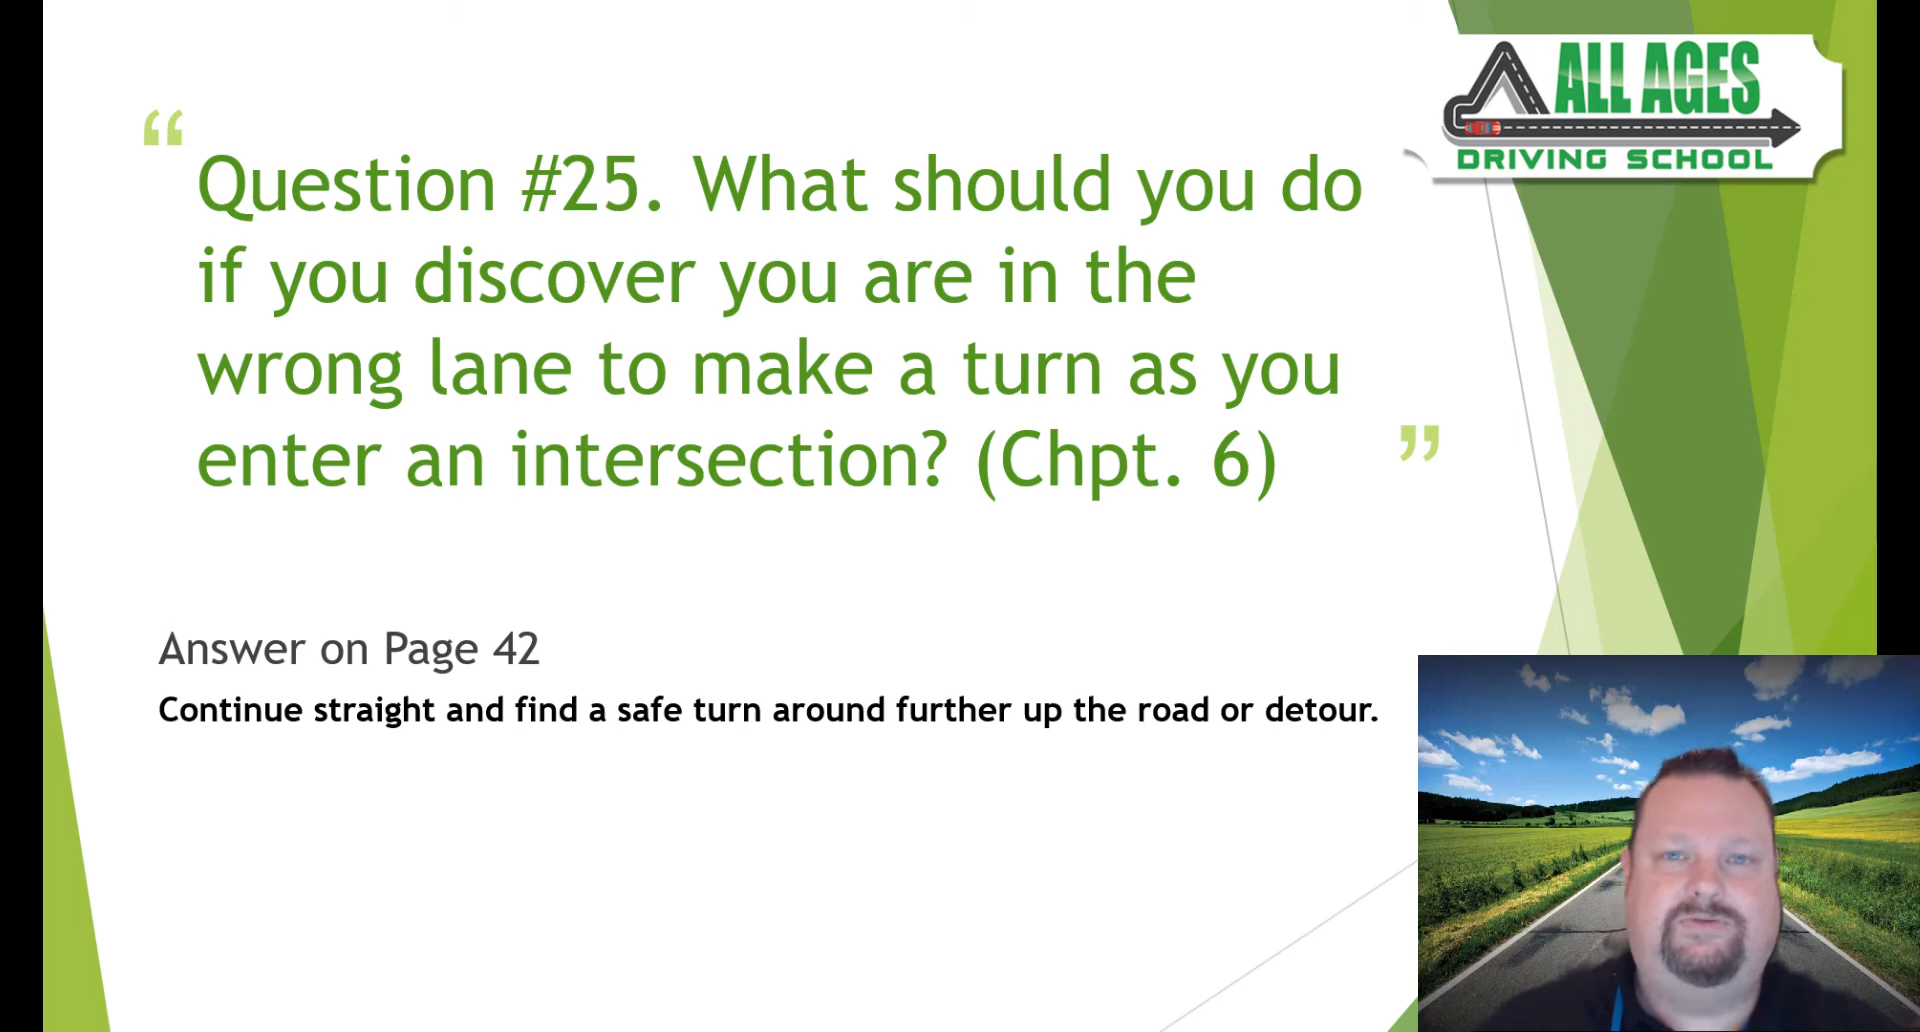 ALL AGES
DRIVING SCHOOL
“
Question #25. What should you do
if you discover you are in the
wrong lane to make a turn as you
enter an intersection? (Chpt. 6)
”
Answer on Page 42
Continue straight and find a safe turn around further up the road or detour.